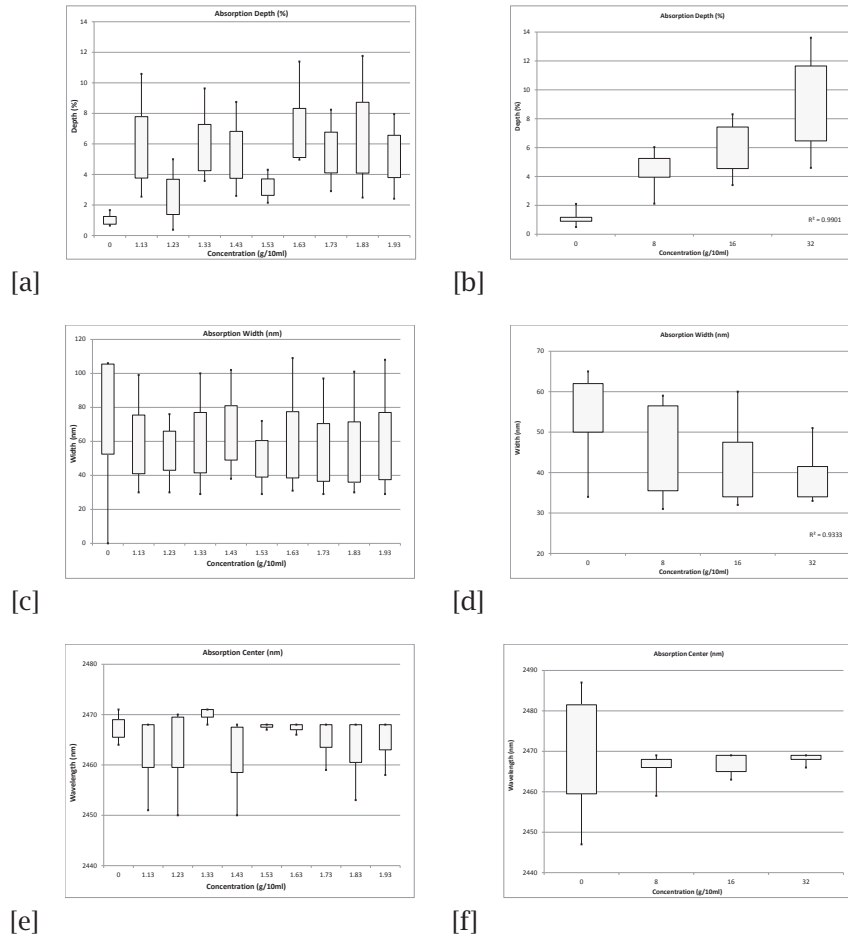 Absorption Depth (%)
14
12
10
8
6
4
2
0
Depth (%)
0 1.13 1.23 1.33 1.43 1.53 1.63 1.73 1.83 1.93
Concentration (g/10ml)
[a]
Absorption Depth (%)
14
12
10
8
6
4
2
0
Depth (%)
R² = 0.9901
0 8 16 32
Concentration (g/10ml)
[b]
Absorption Width (nm)
120
100
80
60
40
20
0
Width (nm)
0 1.13 1.23 1.33 1.43 1.53 1.63 1.73 1.83 1.93
Concentration (g/10ml)
[c]
Absorption Width (nm)
70
60
50
40
30
20
Width (nm)
R² = 0.9333
0 8 16 32
Concentration (g/10ml)
[d]
Absorption Center (nm)
2480
2470
2460
2450
2440
Wavelength (nm)
0 1.13 1.23 1.33 1.43 1.53 1.63 1.73 1.83 1.93
Concentration (g/10ml)
[e]
Absorption Center (nm)
2490
2480
2470
2460
2450
2440
Wavelength (nm)
0 8 16 32
Concentration (g/10ml)
[f]